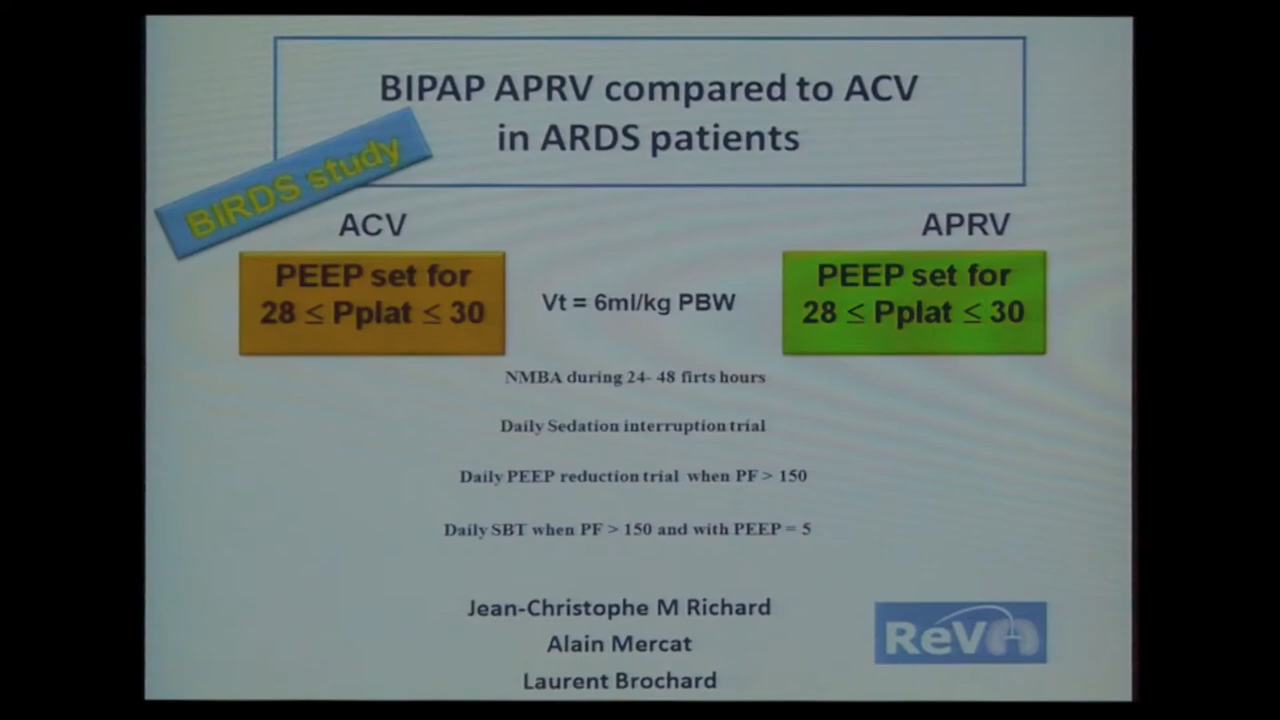 BIPAP APRV compared to ACV
in ARDS patients
BIRDS study
ACV
APRV
PEEP set for
28 ≤ Pplat ≤ 30
Vt = 6ml/kg PBW
PEEP set for
28 ≤ Pplat ≤ 30
NMBA during 24- 48 firts hours
Daily Sedation interruption trial
Daily PEEP reduction trial when PF > 150
Daily SBT when PF > 150 and with PEEP = 5
Jean-Christophe M Richard
Alain Mercat
Laurent Brochard
ReVA